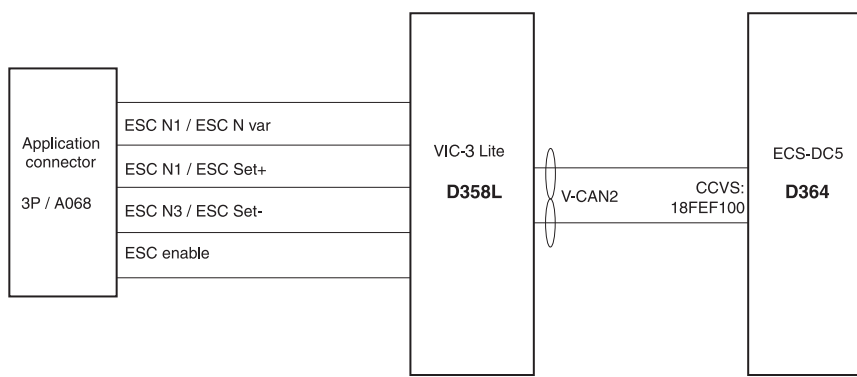 Application
connector
3P / A068
ESC N1 / ESC N var
ESC N1 / ESC Set+
ESC N3 / ESC Set-
ESC enable
VIC-3 Lite
D358L
V-CAN2
CCVS:
18FEF100
ECS-DC5
D364